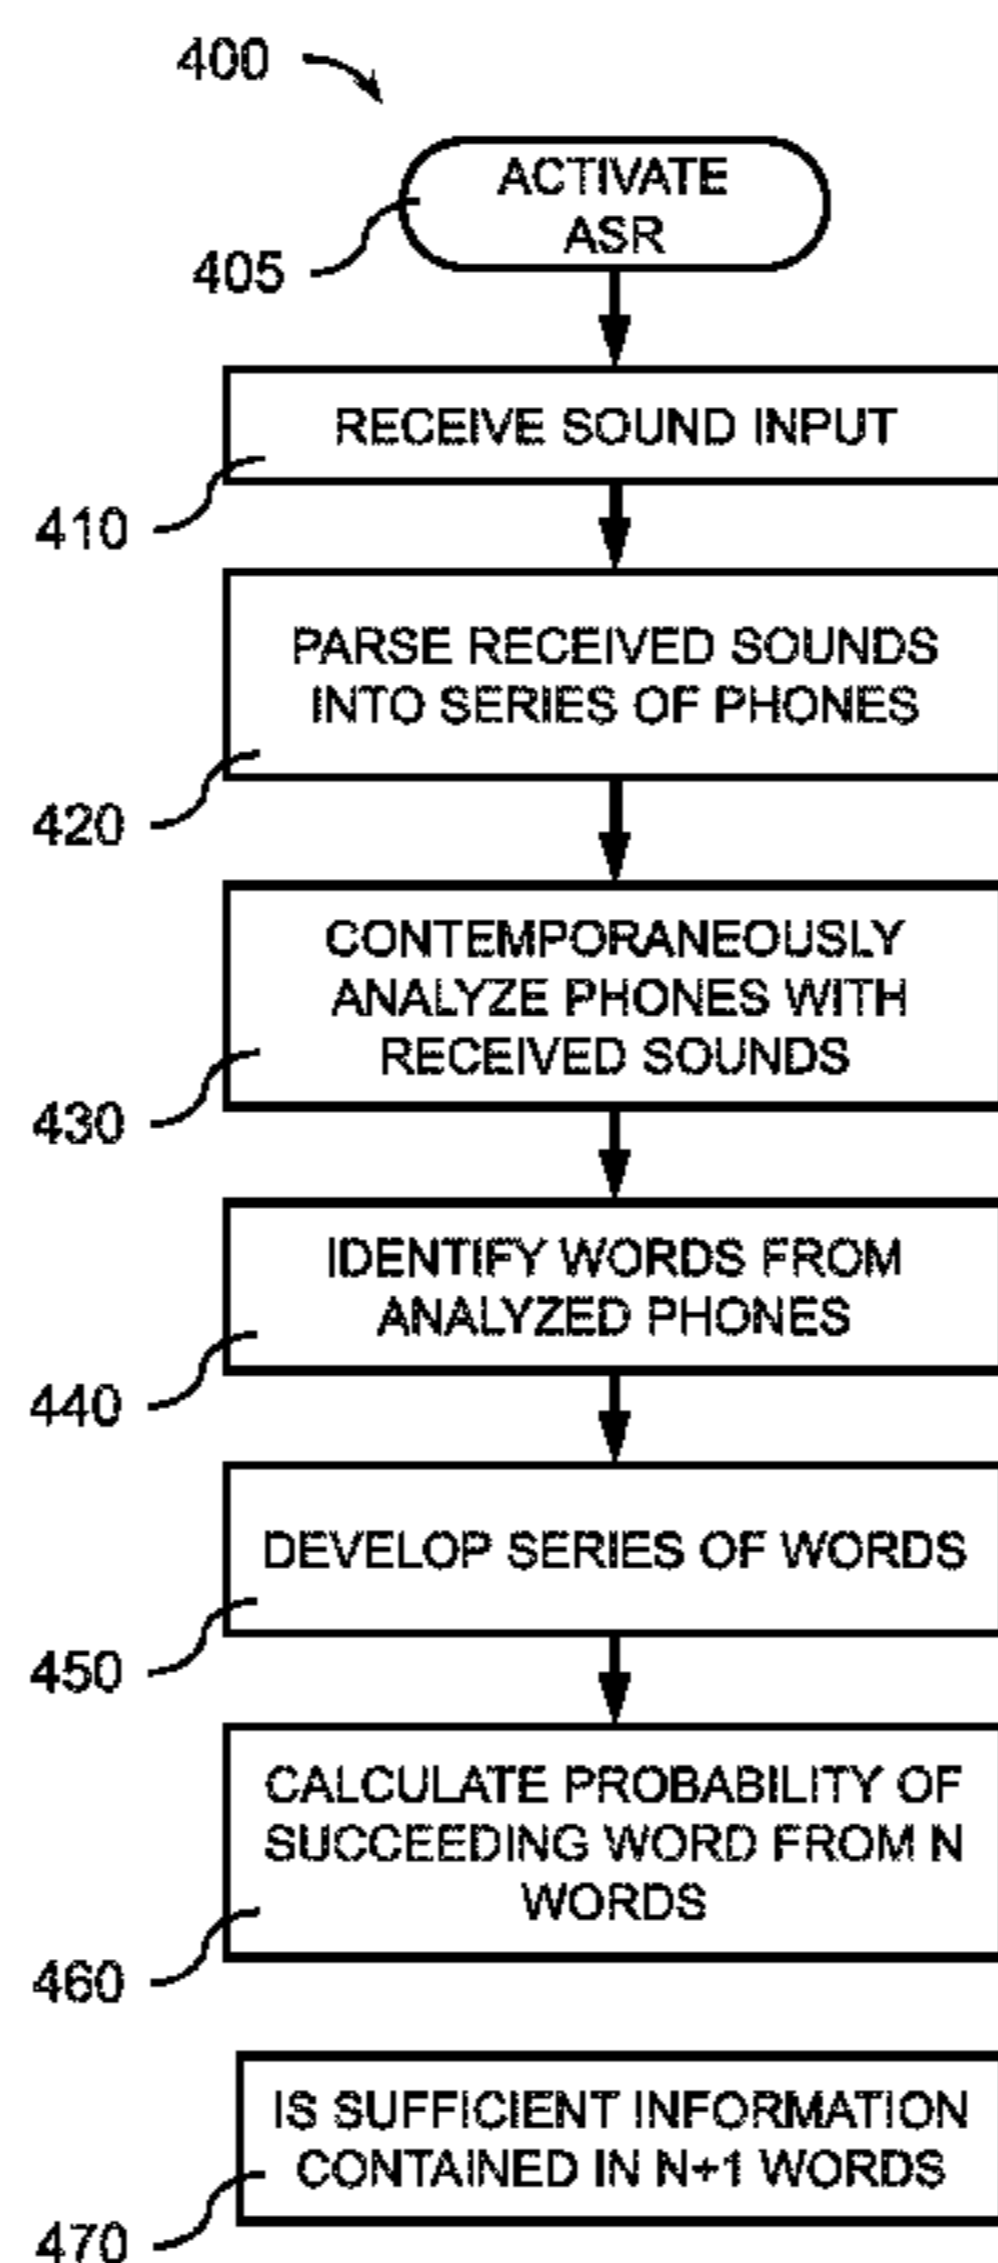 400
ACTIVATE
ASR
405
RECEIVE SOUND INPUT
410
PARSE RECEIVED SOUNDS
INTO SERIES OF PHONES
420
CONTEMPORANEOUSLY
ANALYZE PHONES WITH
RECEIVED SOUNDS
430
IDENTIFY WORDS FROM
ANALYZED PHONES
440
DEVELOP SERIES OF WORDS
450
CALCULATE PROBABILITY OF
SUCCEEDING WORD FROM N
WORDS
460
IS SUFFICIENT INFORMATION
CONTAINED IN N+1 WORDS
470